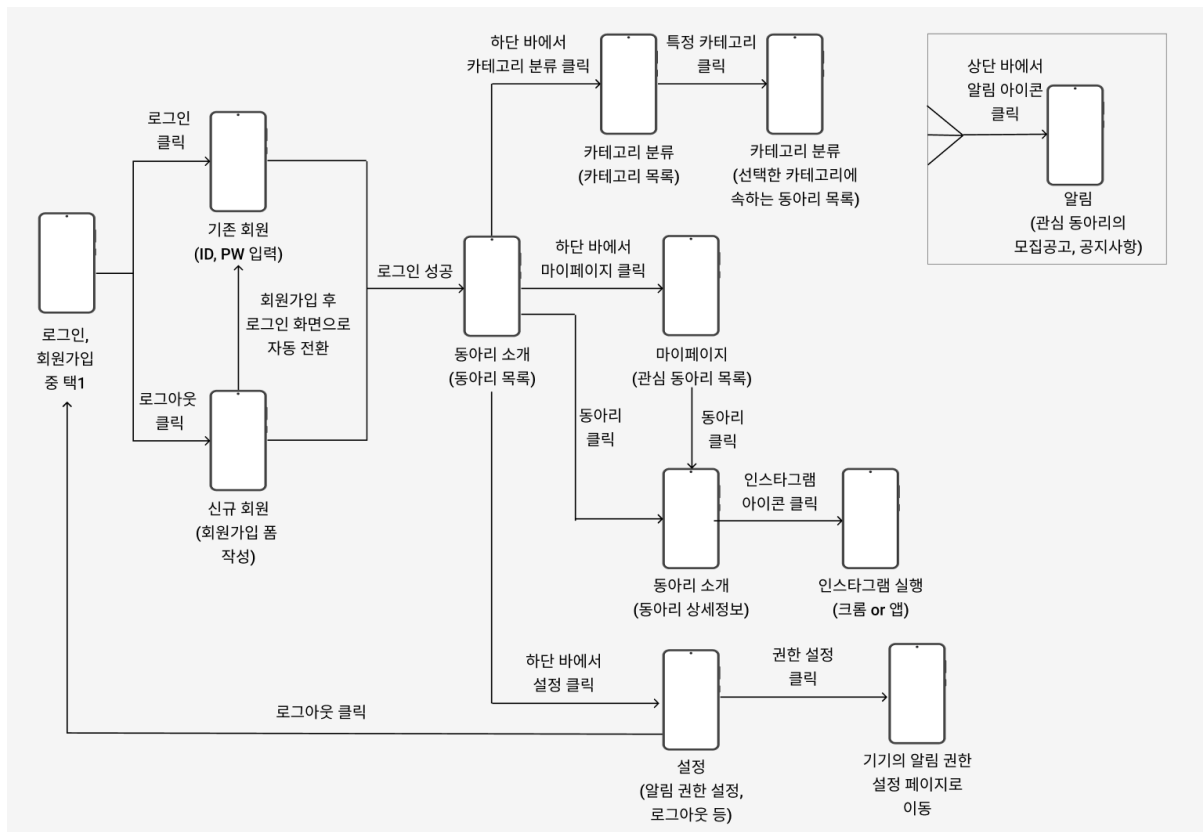 하단 바에서
카테고리 분류 클릭
특정 카테고리
클릭
카테고리 분류
(카테고리 목록)
카테고리 분류
(선택한 카테고리에
속하는 동아리 목록)
상단 바에서
알림 아이콘
클릭
알림
(관심 동아리의
모집공고, 공지사항)
로그인
클릭
기존 회원
(ID, PW 입력)
로그인,
회원가입
중 택1
회원가입 후
로그인 화면으로
자동 전환
로그아웃
클릭
신규 회원
(회원가입 폼
작성)
로그인 성공
동아리 소개
(동아리 목록)
하단 바에서
마이페이지 클릭
마이페이지
(관심 동아리 목록)
동아리
클릭
동아리
클릭
동아리 소개
(동아리 상세정보)
인스타그램
아이콘 클릭
인스타그램 실행
(크롬 or 앱)
하단 바에서
설정 클릭
로그아웃 클릭
설정
(알림 권한 설정,
로그아웃 등)
권한 설정
클릭
기기의 알림 권한
설정 페이지로
이동